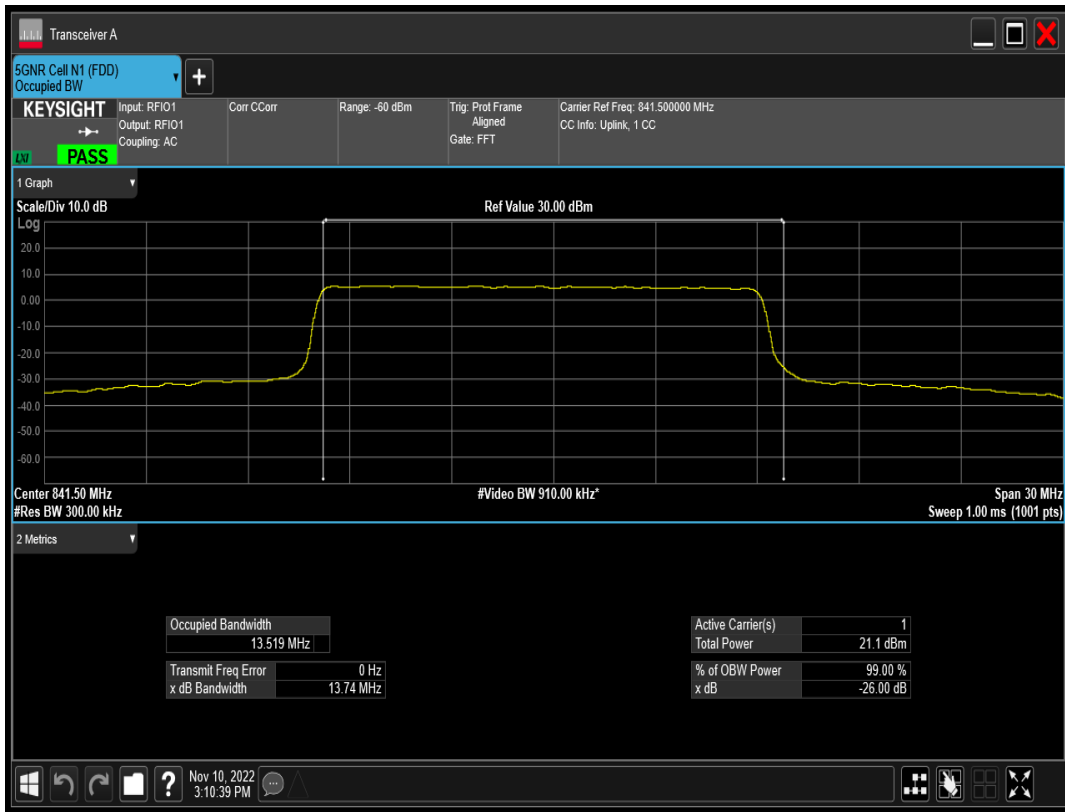 Transceiver A
5GNR Cell N1 (FDD)
Occupied BW
KEYSIGHT
LXI
PASS
Input: RFIO1
Output: RFIO1
Coupling: AC
Corr CCorr
Range: -60 dBm
Trig: Prot Frame
Aligned
Gate: FFT
Carrier Ref Freq: 841.500000 MHz
CC Info: Uplink, 1 CC
1 Graph
Scale/Div 10.0 dB
Ref Value 30.00 dBm
Log
20.0
10.0
0.00
-10.0
-20.0
-30.0
-40.0
-50.0
-60.0
Center 841.50 MHz
#Video BW 910.00 kHz*
Span 30 MHz
#Res BW 300.00 kHz
Sweep 1.00 ms (1001 pts)
2 Metrics
Occupied Bandwidth
13.519 MHz
Transmit Freq Error 0 Hz
x dB Bandwidth 13.74 MHz
Active Carrier(s) 1
Total Power 21.1 dBm
% of OBW Power 99.00 %
x dB -26.00 dB
?
Nov 10, 2022
3:10:39 PM